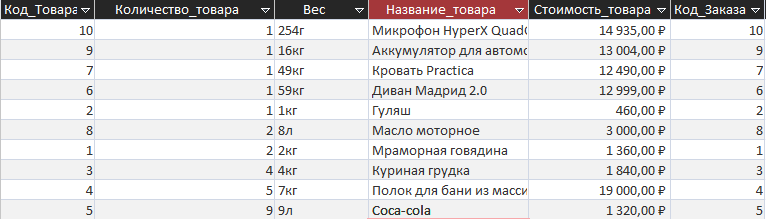 Код_Товара Количество_товара Вес Название_товара Стоимость_товара Код_Заказа
10 1 254г Микрофон HyperX Quad 14 935,00 ₽ 10
9 1 16кг Аккумулятор для автомо 13 004,00 ₽ 9
7 1 49кг Кровать Practica 12 490,00 ₽ 7
6 1 59кг Диван Мадрид 2.0 12 999,00 ₽ 6
2 1 1кг Гуляш 460,00 ₽ 2
8 2 8л Масло моторное 3 000,00 ₽ 8
1 2 2кг Мраморная говядина 1 360,00 ₽ 1
3 4 4кг Куриная грудка 1 840,00 ₽ 3
4 5 7кг Полок для бани из масси 19 000,00 ₽ 4
5 9 9л Coca-cola 1 320,00 ₽ 5